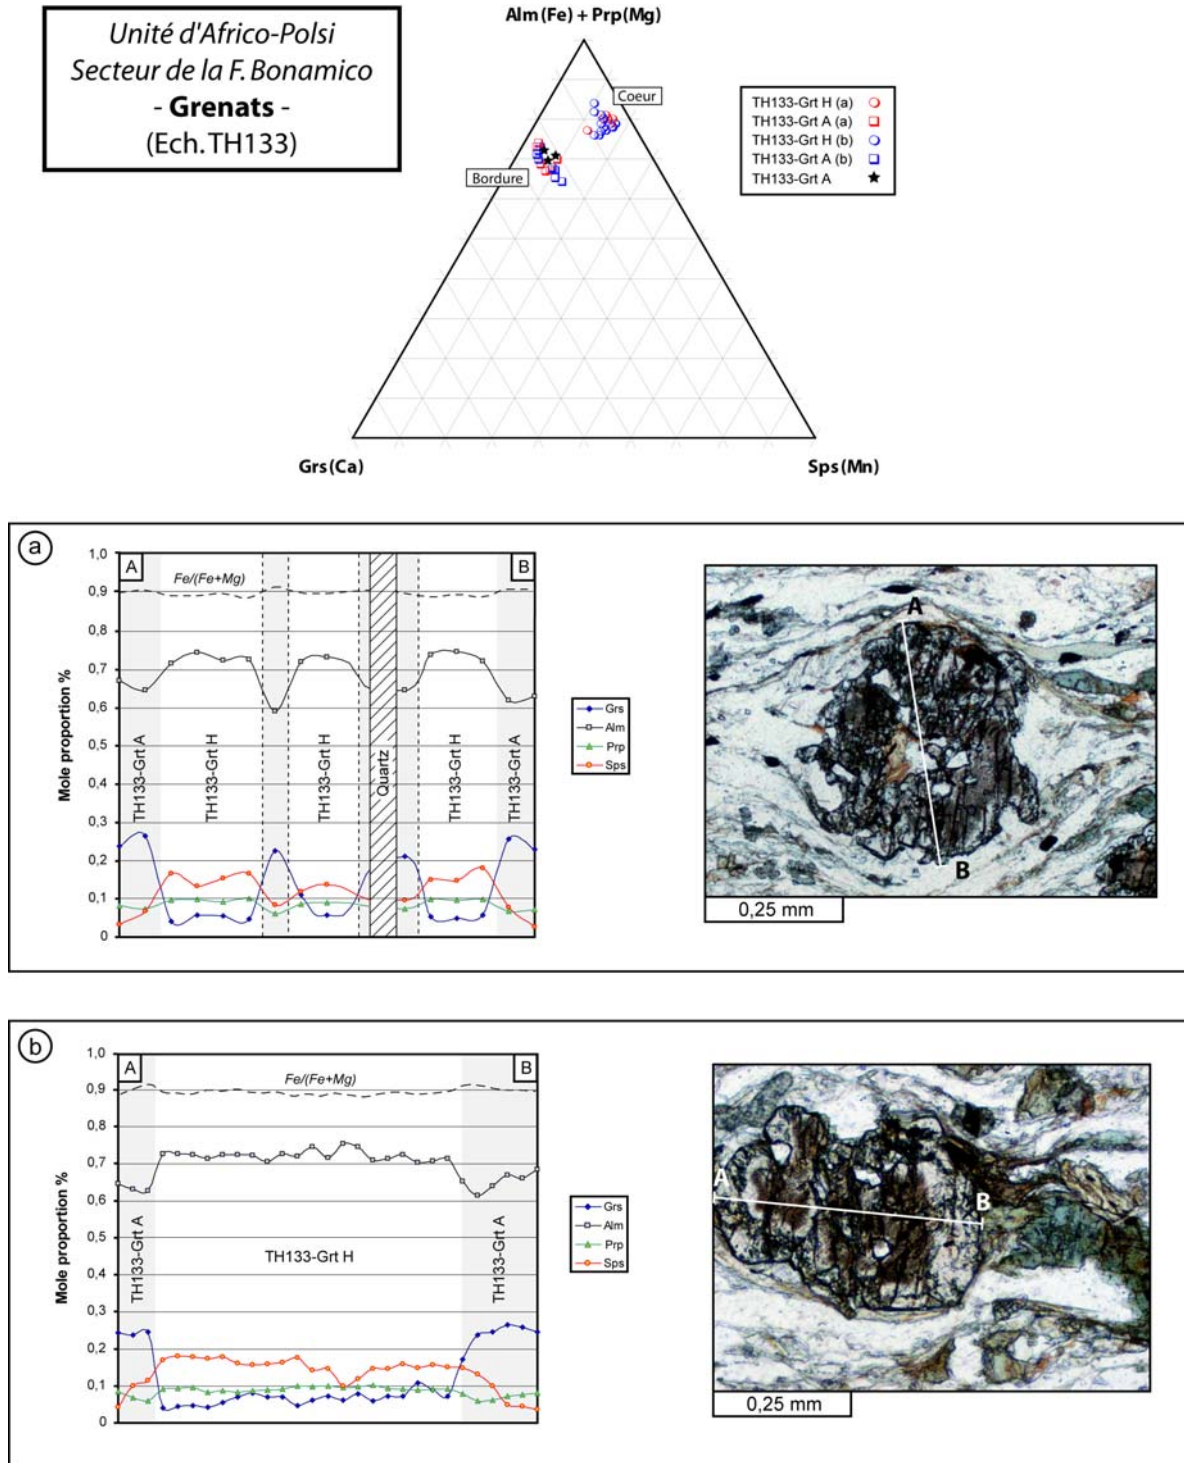 Unité d'Africo-Polsi
Secteur de la F. Bonamico
- Grenats -
(Ech. TH133)
Alm (Fe) + Prp (Mg)
Coeur
Bordure
Grs (Ca)
Sps (Mn)
TH133-Grt H (a)
TH133-Grt A (a)
TH133-Grt H (b)
TH133-Grt A (b)
TH133-Grt A
a
Mole proportion %
1,0
0,9
0,8
0,7
0,6
0,5
0,4
0,3
0,2
0,1
0
A
B
Fe/(Fe+Mg)
TH133-Grt A
TH133-Grt H
TH133-Grt H
Quartz
TH133-Grt H
TH133-Grt A
Grs
Alm
Prp
Sps
A
B
0,25 mm
b
Mole proportion %
1,0
0,9
0,8
0,7
0,6
0,5
0,4
0,3
0,2
0,1
0
A
B
Fe/(Fe+Mg)
TH133-Grt A
TH133-Grt H
TH133-Grt A
Grs
Alm
Prp
Sps
A
B
0,25 mm